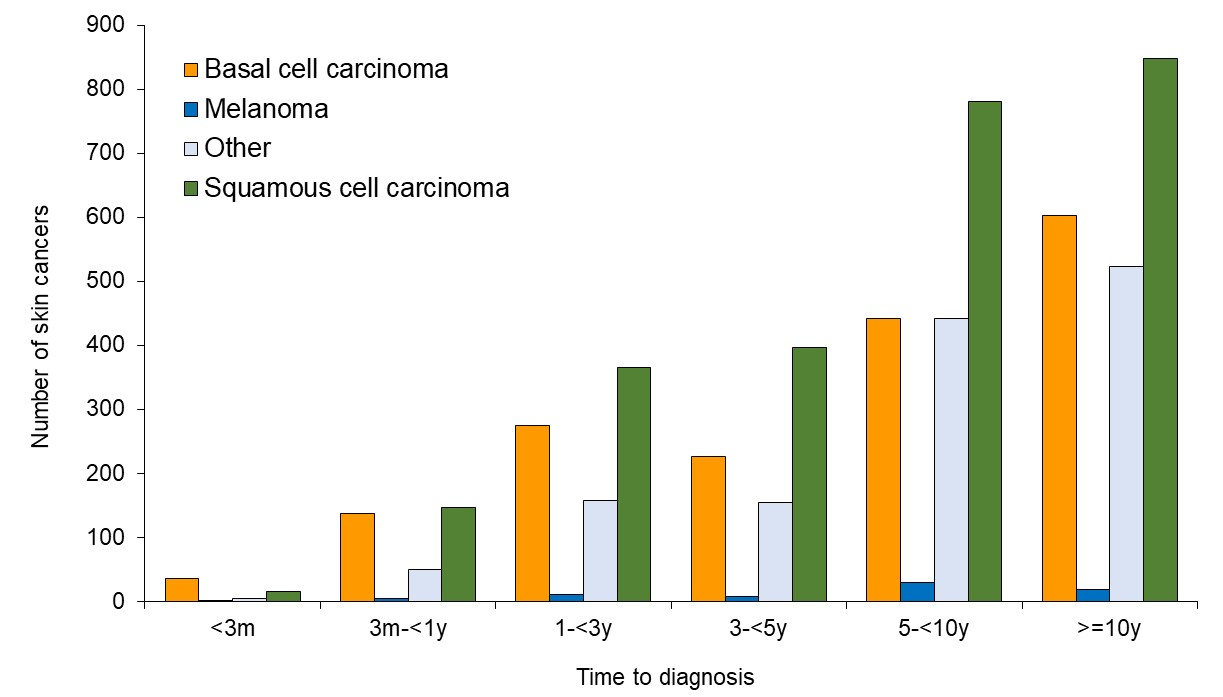 Number of skin cancers
900
800
700
600
500
400
300
200
100
0
Basal cell carcinoma
Melanoma
Other
Squamous cell carcinoma
<3m
3m-<1y
1-<3y
3-<5y
5-<10y
>=10y
Time to diagnosis